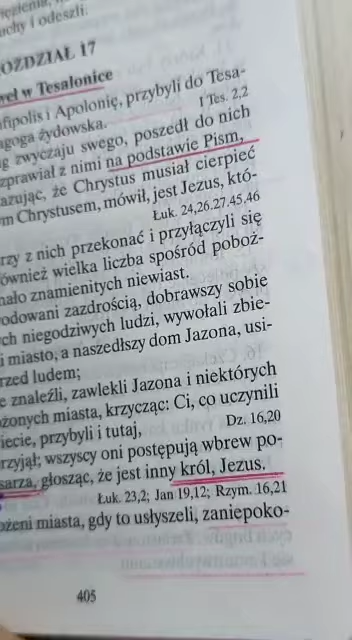 uchy i odeszli.
OZDZIAŁ 17
weł w Tesalonice
fipolis i Apolonię, przybyli do Tesa-
agoga żydowska. I Tes. 2,2
g zwyczaju swego, poszedł do nich
zprawiał z nimi na podstawie Pism,
azując, że Chrystus musiał cierpieć
m Chrystusem, mówił, jest Jezus, któ-
Łuk. 24,26.27.45,46
rzy z nich przekonać i przyłączyli się
ównież wielka liczba spośród poboż-
mało znamienitych niewiast.
odowani zazdrością, dobrawszy sobie
ch niegodziwych ludzi, wywołali zbie-
i miasto, a naszedłszy dom Jazona, usi-
rzed ludem;
e znaleźli, zawlekli Jazona i niektórych
żonych miasta, krzycząc: Ci, co uczynili
iecie, przybyli i tutaj, Dz. 16,20
rzyjął; wszyscy oni postępują wbrew po-
sarza, głosząc, że jest inny król, Jezus.
Łuk. 23,2; Jan 19,12; Rzym. 16,21
ożeni miasta, gdy to usłyszeli, zaniepoko-
405